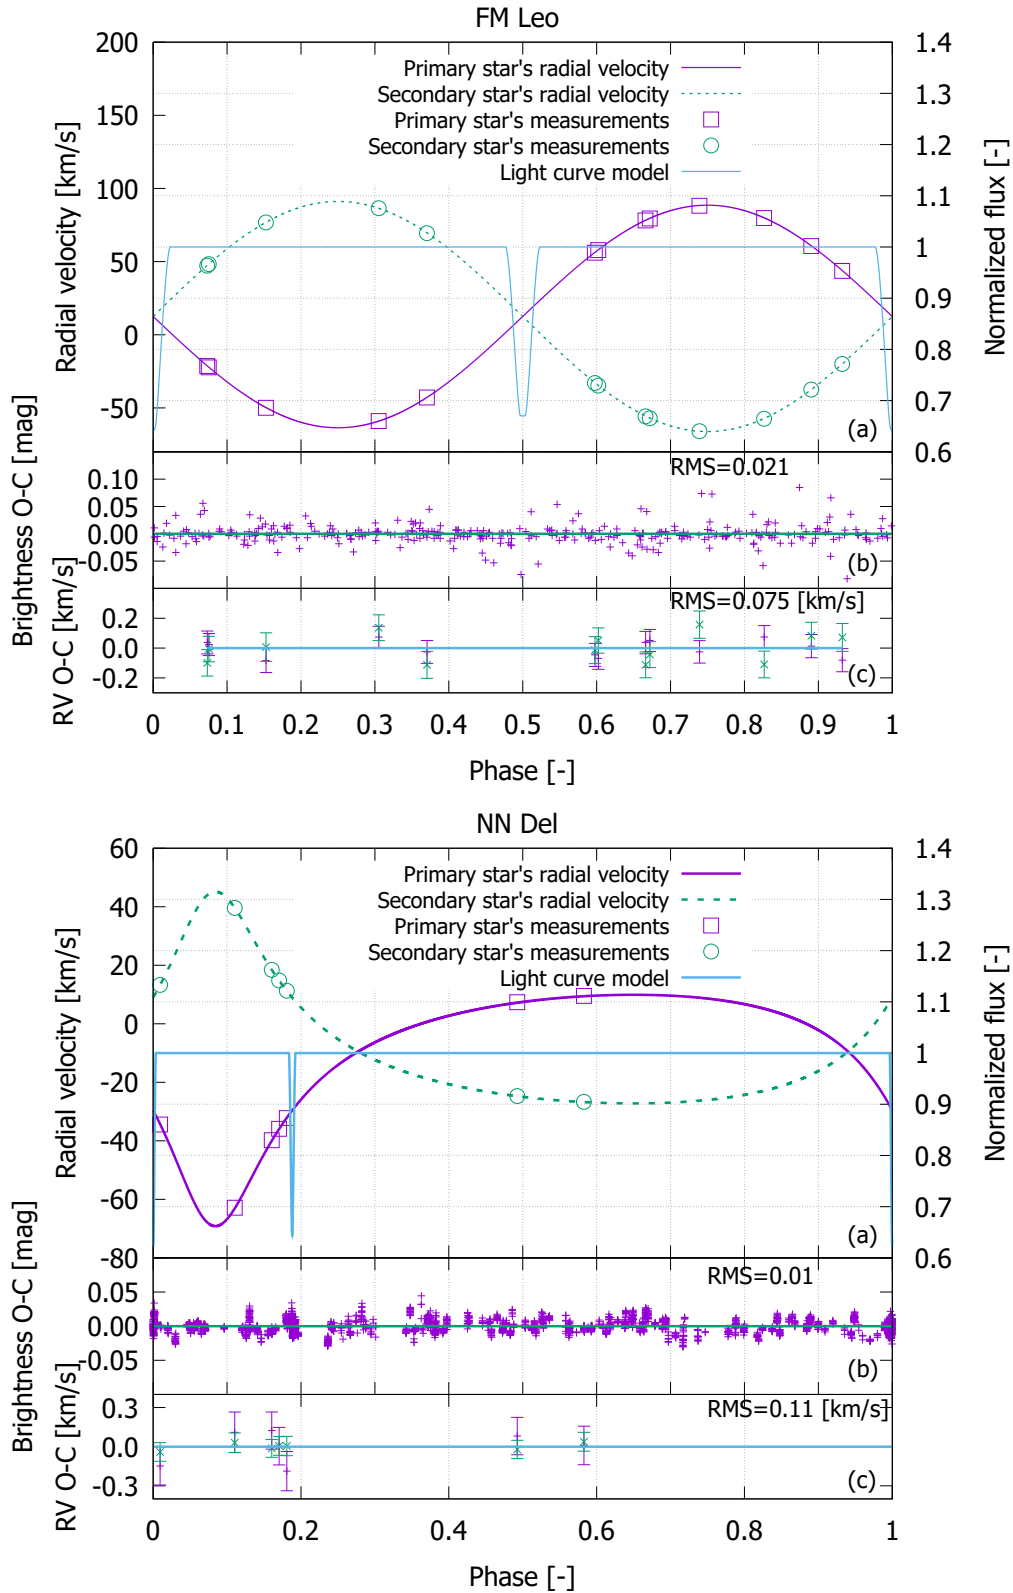 FM Leo
200
150
100
50
0
-50
Radial velocity [km/s]
1.4
1.3
1.2
1.1
1
0.9
0.8
0.7
0.6
Normalized flux [-]
Primary star's radial velocity
Secondary star's radial velocity
Primary star's measurements
Secondary star's measurements
Light curve model
(a)
Brightness O-C [mag]
0.10
0.05
0.00
-0.05
RMS=0.021
(b)
RV O-C [km/s]
0.2
0.0
-0.2
RMS=0.075 [km/s]
(c)
0 0.1 0.2 0.3 0.4 0.5 0.6 0.7 0.8 0.9 1
Phase [-]
NN Del
60
40
20
0
-20
-40
-60
-80
Radial velocity [km/s]
1.4
1.3
1.2
1.1
1
0.9
0.8
0.7
0.6
Normalized flux [-]
Primary star's radial velocity
Secondary star's radial velocity
Primary star's measurements
Secondary star's measurements
Light curve model
(a)
Brightness O-C [mag]
0.05
0.00
-0.05
RMS=0.01
(b)
RV O-C [km/s]
0.3
0.0
-0.3
RMS=0.11 [km/s]
(c)
0 0.2 0.4 0.6 0.8 1
Phase [-]